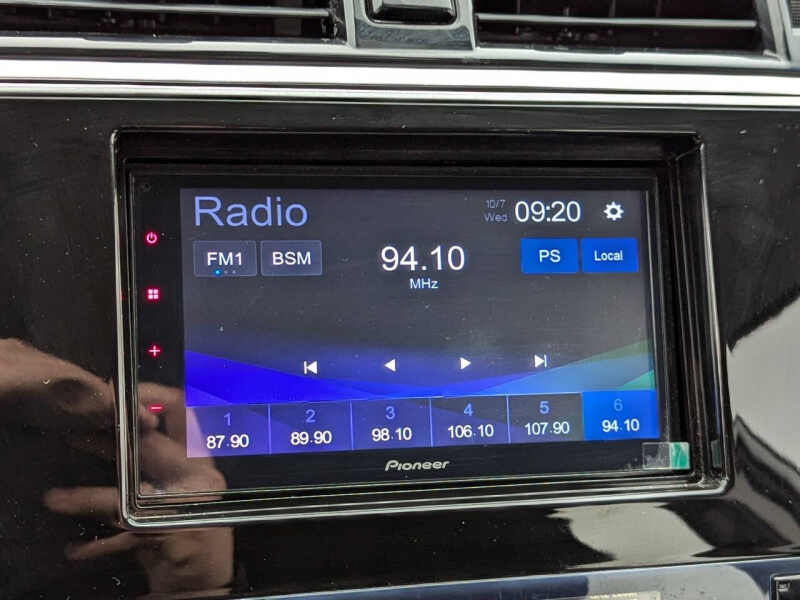 Radio
10/7
Wed 09:20
FM1 BSM 94.10 PS Local
MHz
1 2 3 4 5 6
87.90 89.90 98.10 106.10 107.90 94.10
Pioneer